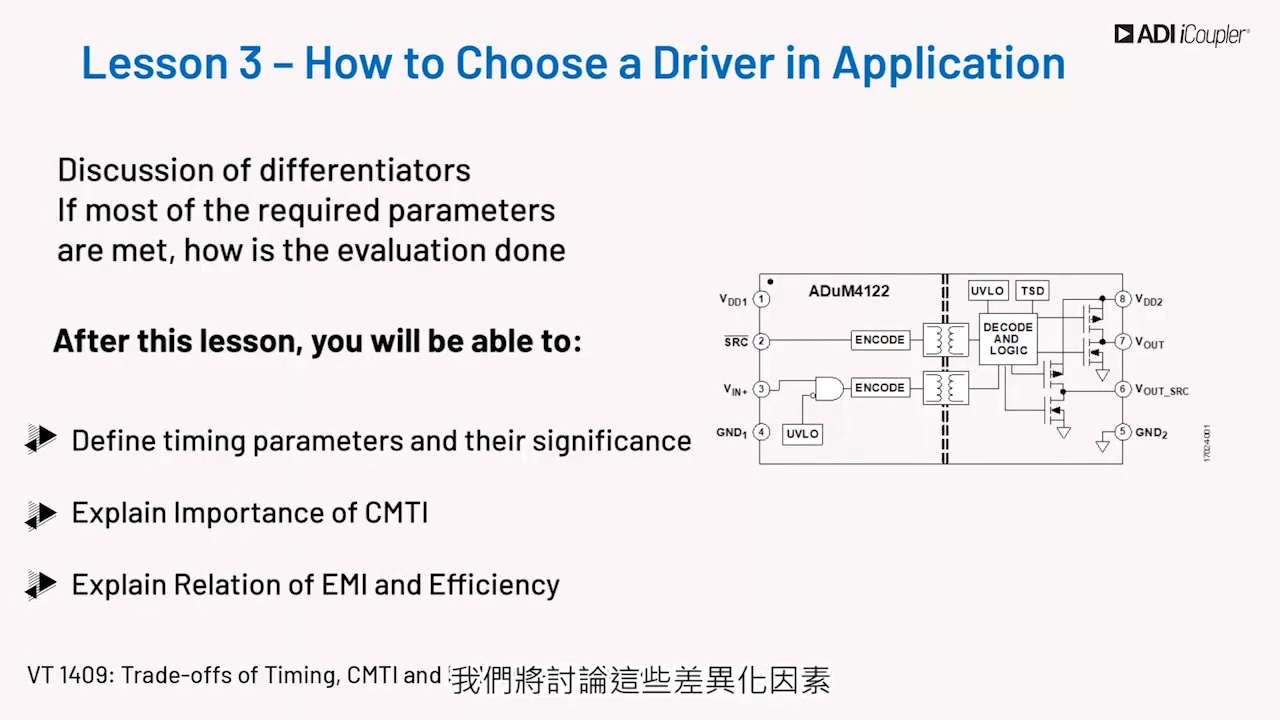 ADI iCoupler®
Lesson 3 – How to Choose a Driver in Application
Discussion of differentiators
If most of the required parameters
are met, how is the evaluation done
After this lesson, you will be able to:
Define timing parameters and their significance
Explain Importance of CMTI
Explain Relation of EMI and Efficiency
VDD1 1
SRC 2
VIN+ 3
GND1 4
ADuM4122
ENCODE
ENCODE
UVLO
UVLO
TSD
DECODE
AND
LOGIC
8 VDD2
7 VOUT
6 VOUT_SRC
5 GND2
17024-001
VT 1409: Trade-offs of Timing, CMTI and
我們將討論這些差異化因素